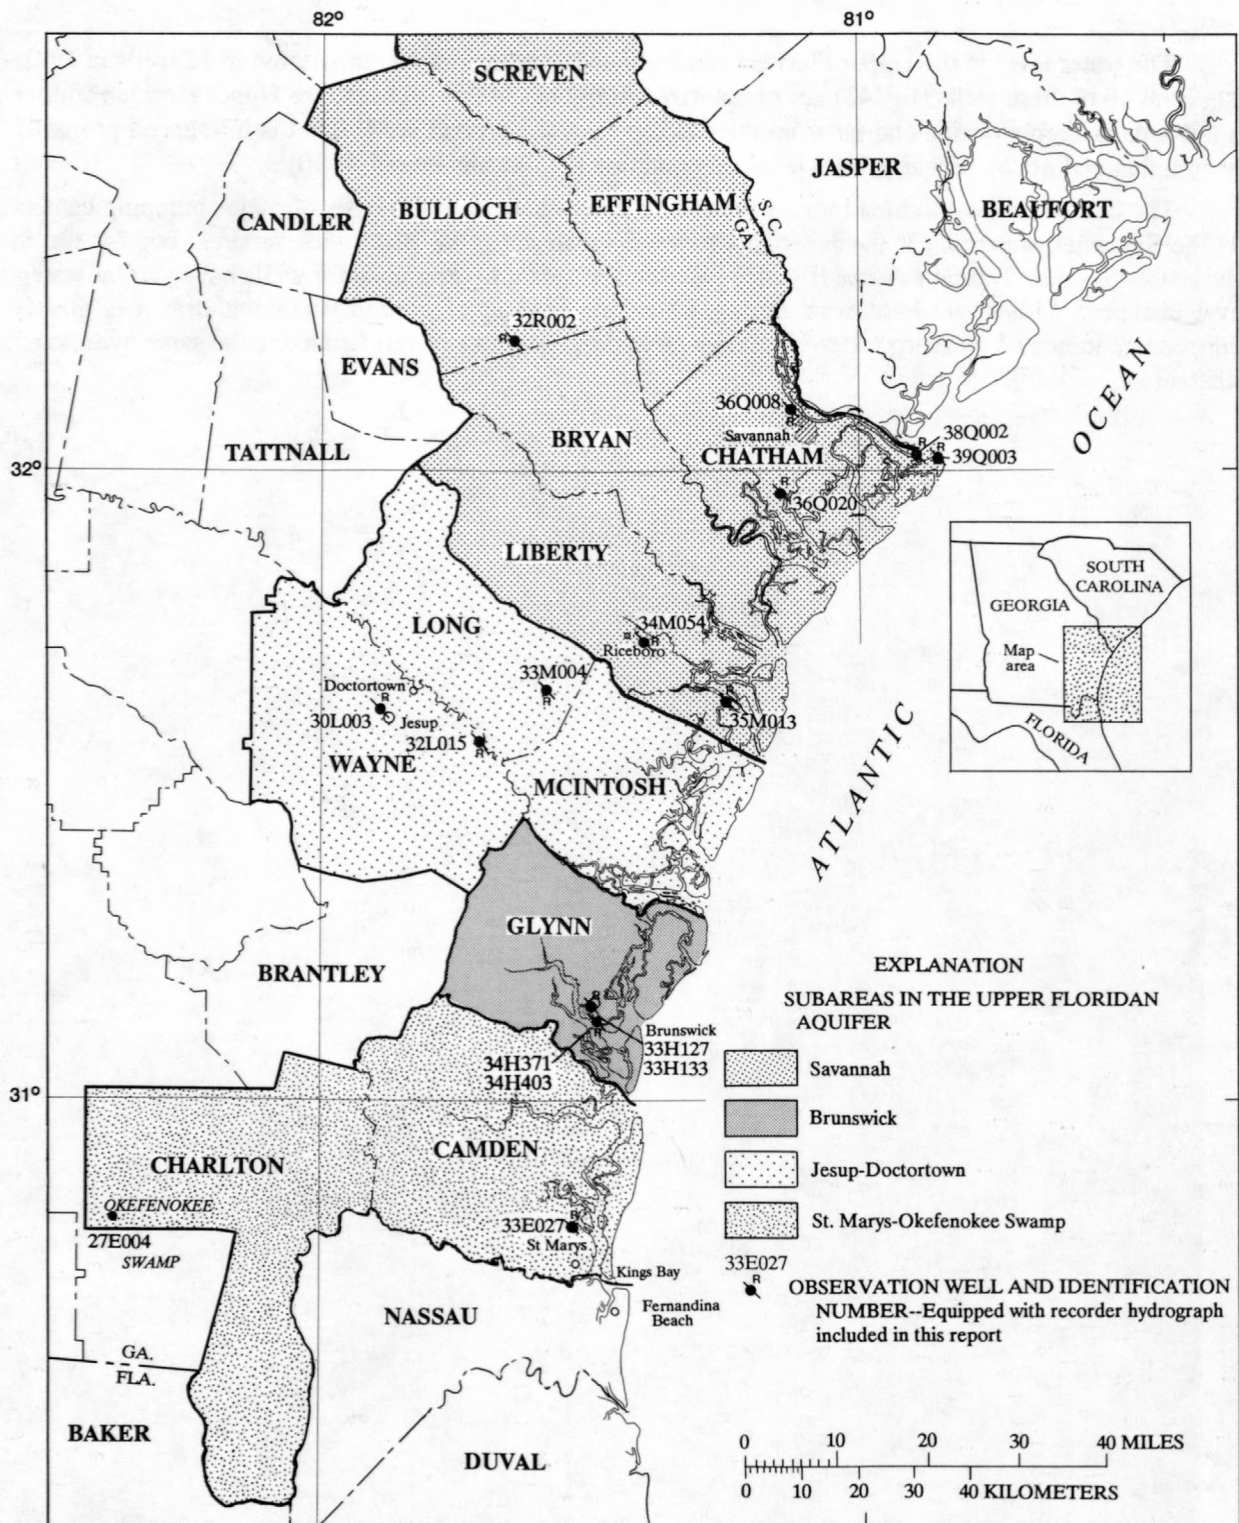 82° 81°
SCREVEN
JASPER
BULLOCH EFFINGHAM
S.C.
GA.
BEAUFORT
CANDLER
32R002
EVANS
36Q008
Savannah
38Q002
39Q003
BRYAN
CHATHAM
TATTNALL
32°
36Q020
OCEAN
LIBERTY
SOUTH
CAROLINA
GEORGIA
Map
area
FLORIDA
LONG
34M054
Riceboro
33M004
Doctortown
30L003 Jesup
32L015
35M013
WAYNE
MCINTOSH
ATLANTIC
GLYNN
BRANTLEY
Brunswick
33H127
33H133
34H371
34H403
31°
CAMDEN
CHARLTON
OKEFENOKEE
27E004
SWAMP
33E027
St Marys
Kings Bay
NASSAU
Fernandina
Beach
GA.
FLA.
BAKER
DUVAL
EXPLANATION
SUBAREAS IN THE UPPER FLORIDAN
AQUIFER
Savannah
Brunswick
Jesup-Doctortown
St. Marys-Okefenokee Swamp
33E027
R
OBSERVATION WELL AND IDENTIFICATION
NUMBER--Equipped with recorder hydrograph
included in this report
0 10 20 30 40 MILES
0 10 20 30 40 KILOMETERS